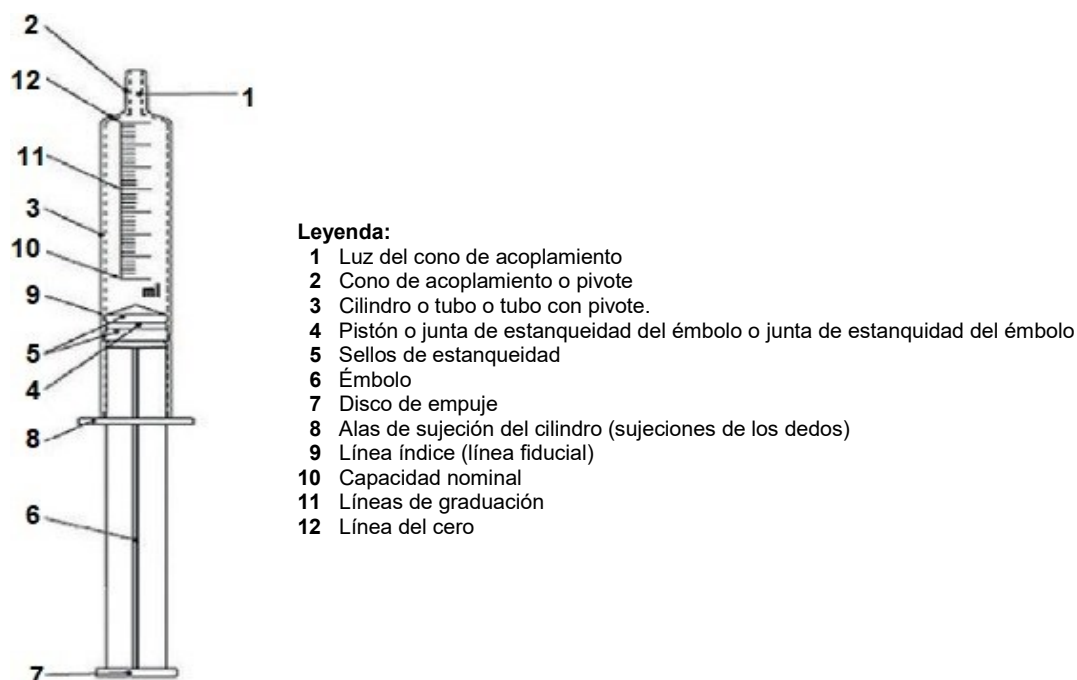 2
12
1
11
3
10
ml
9
5
4
8
6
7
Leyenda:
1 Luz del cono de acoplamiento
2 Cono de acoplamiento o pivote
3 Cilindro o tubo o tubo con pivote.
4 Pistón o junta de estanqueidad del émbolo o junta de estanquidad del émbolo
5 Sellos de estanqueidad
6 Émbolo
7 Disco de empuje
8 Alas de sujeción del cilindro (sujeciones de los dedos)
9 Línea índice (línea fiducial)
10 Capacidad nominal
11 Líneas de graduación
12 Línea del cero